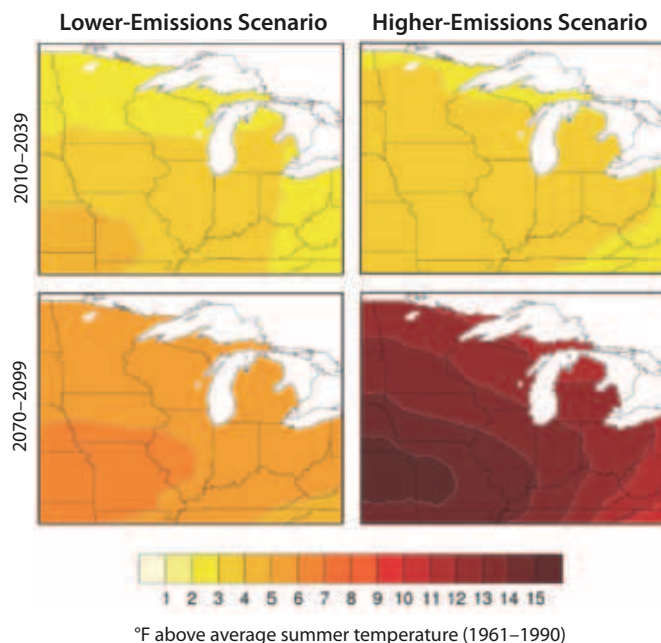 Lower-Emissions Scenario Higher-Emissions Scenario
2010–2039
2070–2099
1 2 3 4 5 6 7 8 9 10 11 12 13 14 15
°F above average summer temperature (1961–1990)